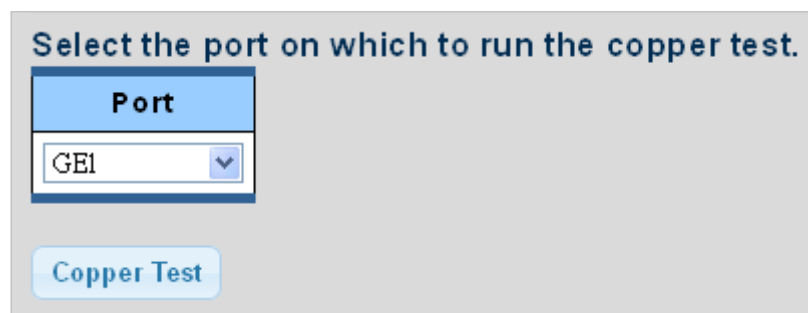 Select the port on which to run the copper test.
Port
GE1
Copper Test